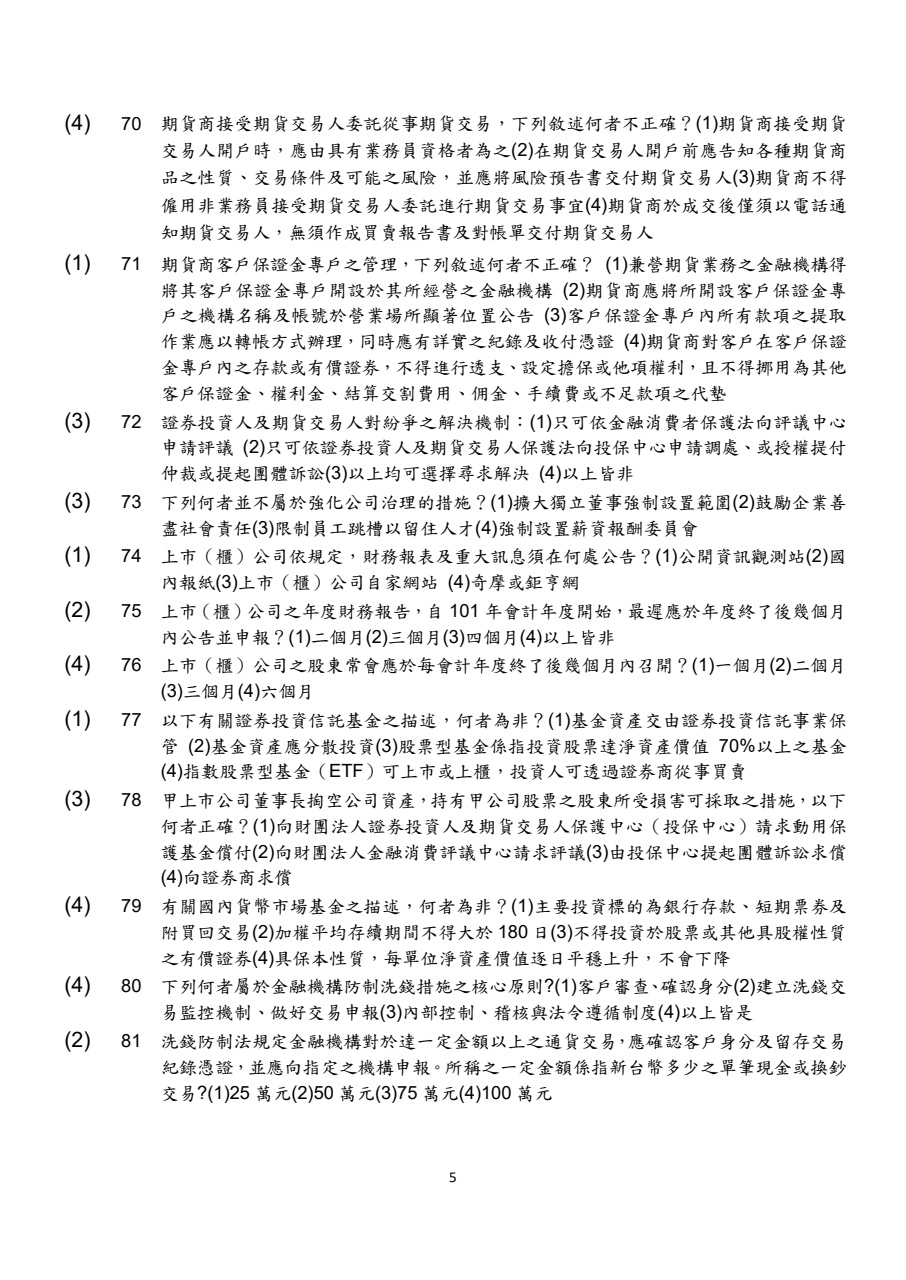 (4) 70 期貨商接受期貨交易人委託從事期貨交易，下列敘述何者不正確？(1)期貨商接受期貨
交易人開戶時，應由具有業務員資格者為之(2)在期貨交易人開戶前應告知各種期貨商
品之性質、交易條件及可能之風險，並應將風險預告書交付期貨交易人(3)期貨商不得
僱用非業務員接受期貨交易人委託進行期貨交易事宜(4)期貨商於成交後僅須以電話通
知期貨交易人，無須作成買賣報告書及對帳單交付期貨交易人
(1) 71 期貨商客戶保證金專戶之管理，下列敘述何者不正確？ (1)兼營期貨業務之金融機構得
將其客戶保證金專戶開設於其所經營之金融機構 (2)期貨商應將所開設客戶保證金專
戶之機構名稱及帳號於營業場所顯著位置公告 (3)客戶保證金專戶內所有款項之提取
作業應以轉帳方式辦理，同時應有詳實之紀錄及收付憑證 (4)期貨商對客戶在客戶保證
金專戶內之存款或有價證券，不得進行透支、設定擔保或他項權利，且不得挪用為其他
客戶保證金、權利金、結算交割費用、佣金、手續費或不足款項之代墊
(3) 72 證券投資人及期貨交易人對紛爭之解決機制：(1)只可依金融消費者保護法向評議中心
申請評議 (2)只可依證券投資人及期貨交易人保護法向投保中心申請調處、或授權提付
仲裁或提起團體訴訟(3)以上均可選擇尋求解決 (4)以上皆非
(3) 73 下列何者並不屬於強化公司治理的措施？(1)擴大獨立董事強制設置範圍(2)鼓勵企業善
盡社會責任(3)限制員工跳槽以留住人才(4)強制設置薪資報酬委員會
(1) 74 上市（櫃）公司依規定，財務報表及重大訊息須在何處公告？(1)公開資訊觀測站(2)國
內報紙(3)上市（櫃）公司自家網站 (4)奇摩或鉅亨網
(2) 75 上市（櫃）公司之年度財務報告，自 101 年會計年度開始，最遲應於年度終了後幾個月
內公告並申報？(1)二個月(2)三個月(3)四個月(4)以上皆非
(4) 76 上市（櫃）公司之股東常會應於每會計年度終了後幾個月內召開？(1)一個月(2)二個月
(3)三個月(4)六個月
(1) 77 以下有關證券投資信託基金之描述，何者為非？(1)基金資產交由證券投資信託事業保
管 (2)基金資產應分散投資(3)股票型基金係指投資股票達淨資產價值 70%以上之基金
(4)指數股票型基金（ETF）可上市或上櫃，投資人可透過證券商從事買賣
(3) 78 甲上市公司董事長掏空公司資產，持有甲公司股票之股東所受損害可採取之措施，以下
何者正確？(1)向財團法人證券投資人及期貨交易人保護中心（投保中心）請求動用保
護基金償付(2)向財團法人金融消費評議中心請求評議(3)由投保中心提起團體訴訟求償
(4)向證券商求償
(4) 79 有關國內貨幣市場基金之描述，何者為非？(1)主要投資標的為銀行存款、短期票券及
附買回交易(2)加權平均存續期間不得大於 180 日(3)不得投資於股票或其他具股權性質
之有價證券(4)具保本性質，每單位淨資產價值逐日平穩上升，不會下降
(4) 80 下列何者屬於金融機構防制洗錢措施之核心原則?(1)客戶審查、確認身分(2)建立洗錢交
易監控機制、做好交易申報(3)內部控制、稽核與法令遵循制度(4)以上皆是
(2) 81 洗錢防制法規定金融機構對於達一定金額以上之通貨交易，應確認客戶身分及留存交易
紀錄憑證，並應向指定之機構申報。所稱之一定金額係指新台幣多少之單筆現金或換鈔
交易?(1)25 萬元(2)50 萬元(3)75 萬元(4)100 萬元
5